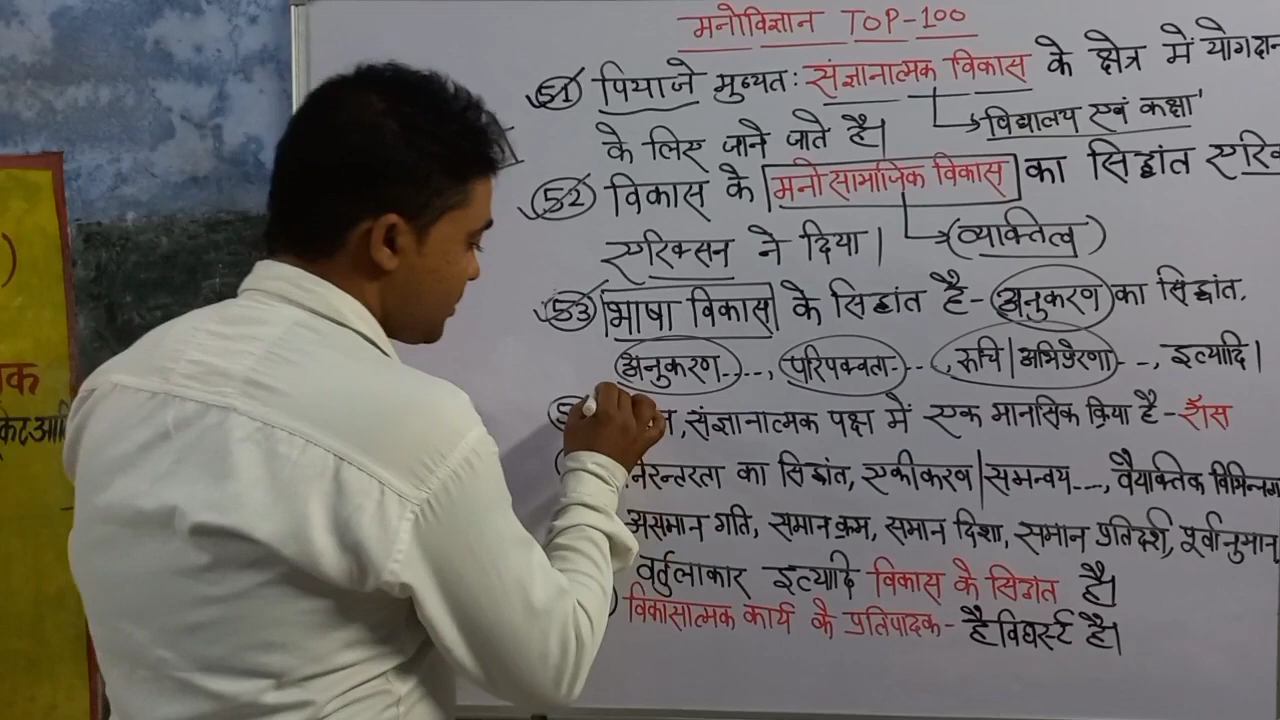 मनोविज्ञान TOP-100
51 पियाजे मुख्यतः संज्ञानात्मक विकास के क्षेत्र में योगदान
→ विद्यालय एवं कक्षा
के लिए जाने जाते है।
52 विकास के मनोसामाजिक विकास का सिद्धांत एरिक
एरिक्सन ने दिया। → (व्यक्तित्व)
53 भाषा विकास के सिद्धांत है- अनुकरण का सिद्धांत,
अनुकरण..., परिपक्वता..., रूचि|अभिप्रेरणा--, इत्यादि।
, संज्ञानात्मक पक्ष में एक मानसिक क्रिया है - रॉस
निरन्तरता का सिद्धांत, एकीकरण|समन्वय---, वैयक्तिक
असमान गति, समान क्रम, समान दिशा, समान प्रतिदर्श, पूर्वानुमान,
वर्तुलाकार इत्यादि विकास के सिद्धांत है।
विकासात्मक कार्य के प्रतिपादक- हैविघर्स्ट है।
)
क